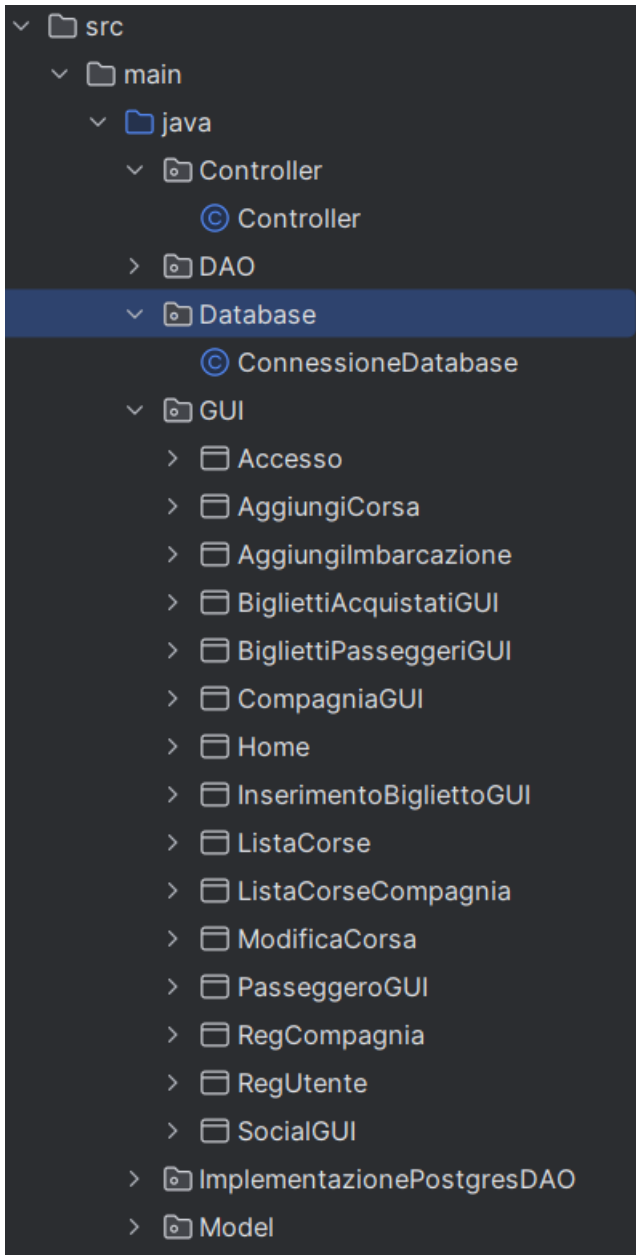 src
main
java
Controller
C Controller
DAO
Database
C ConnessioneDatabase
GUI
Accesso
AggiungiCorsa
AggiungiImbarcazione
BigliettiAcquistatiGUI
BigliettiPasseggeriGUI
CompagniaGUI
Home
InserimentoBigliettoGUI
ListaCorse
ListaCorseCompagnia
ModificaCorsa
PasseggeroGUI
RegCompagnia
RegUtente
SocialGUI
ImplementazionePostgresDAO
Model